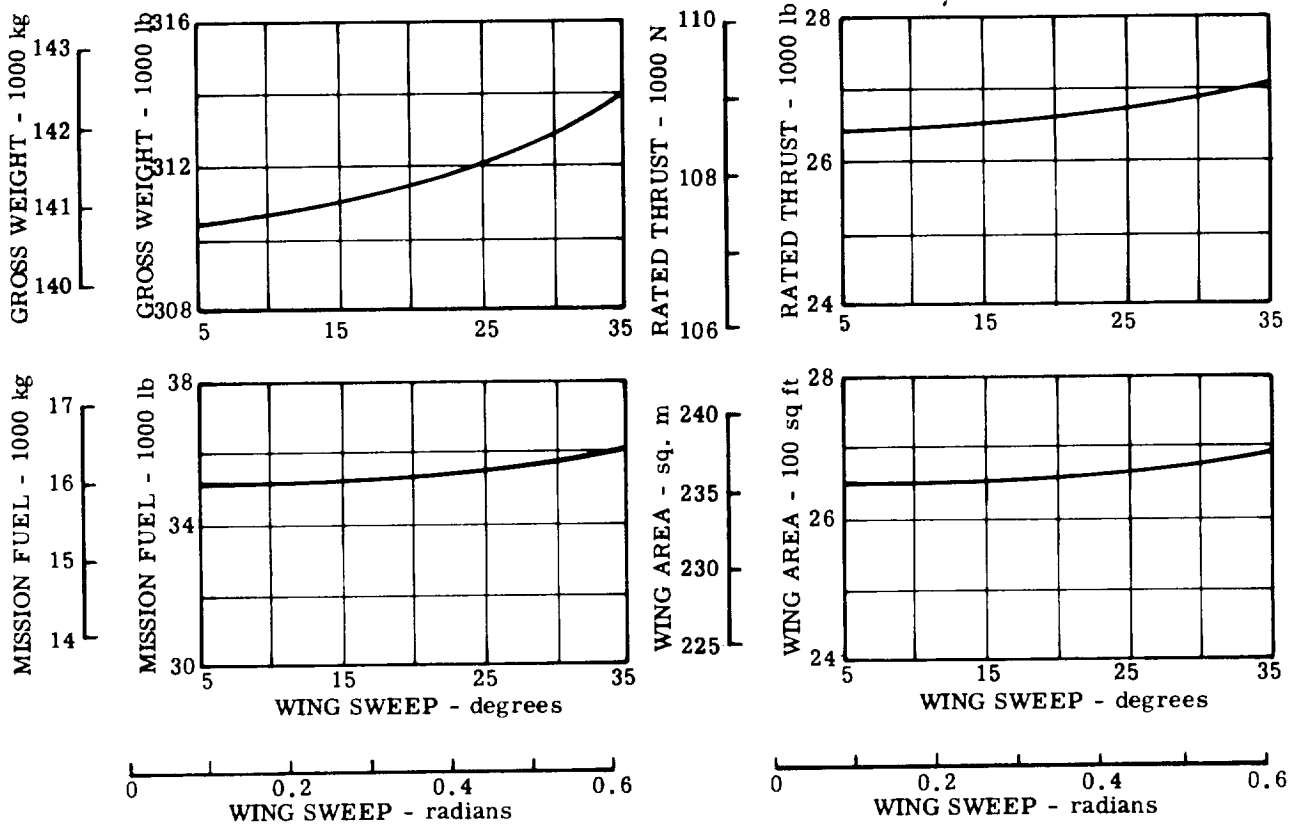 GROSS WEIGHT - 1000 kg
143
142
141
140
GROSS WEIGHT - 1000 lb
316
312
308
5 15 25 35
RATED THRUST - 1000 N
110
108
106
RATED THRUST - 1000 lb
28
26
24
5 15 25 35
MISSION FUEL - 1000 kg
17
16
15
14
MISSION FUEL - 1000 lb
38
34
30
5 15 25 35
WING SWEEP - degrees
WING AREA - sq. m
240
235
230
225
WING AREA - 100 sq ft
28
26
24
5 15 25 35
WING SWEEP - degrees
0 0.2 0.4 0.6
WING SWEEP - radians
0 0.2 0.4 0.6
WING SWEEP - radians